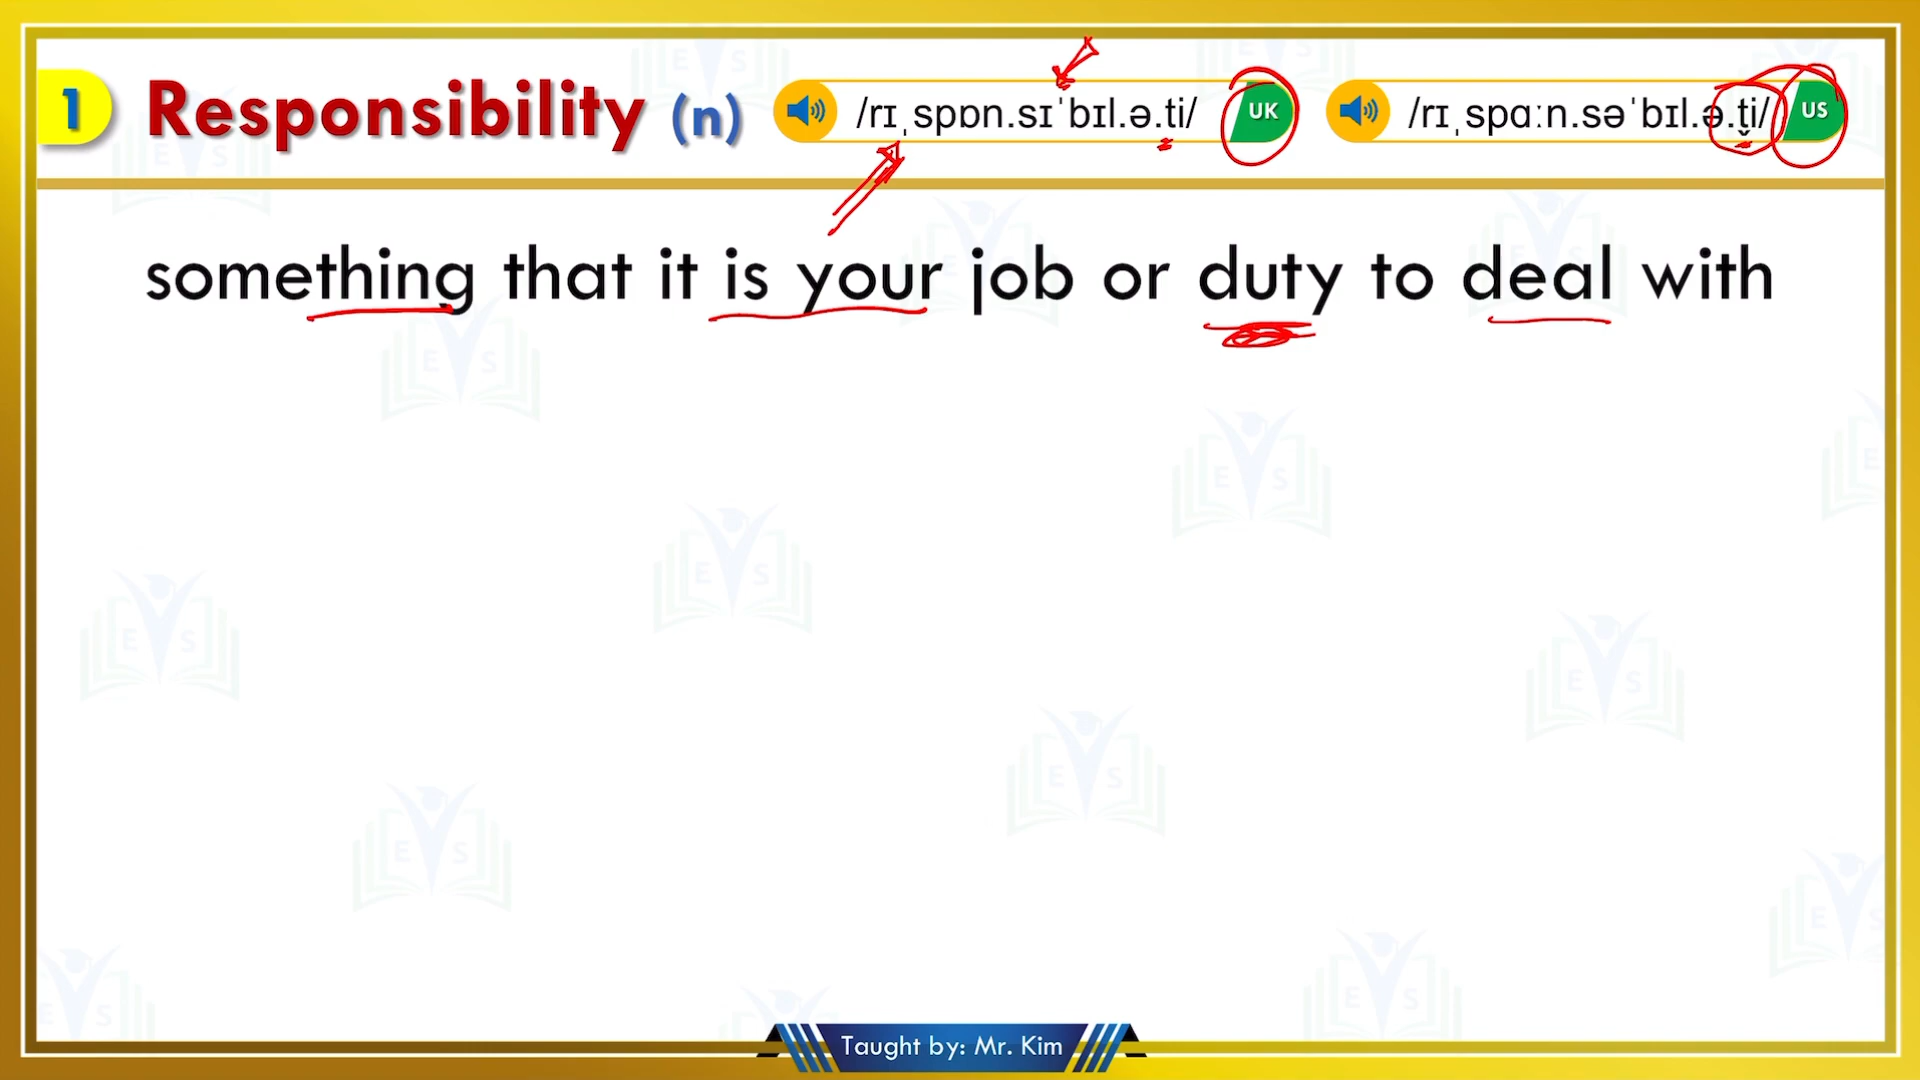 1 Responsibility (n) /rɪˌspɒn.sɪˈbɪl.ə.ti/ UK /rɪˌspɑːn.səˈbɪl.ə.t̬i/ US
something that it is your job or duty to deal with
E S
E S
E S
E S
E S
E S
E S
E S
E S
E S
E S
Taught by: Mr. Kim